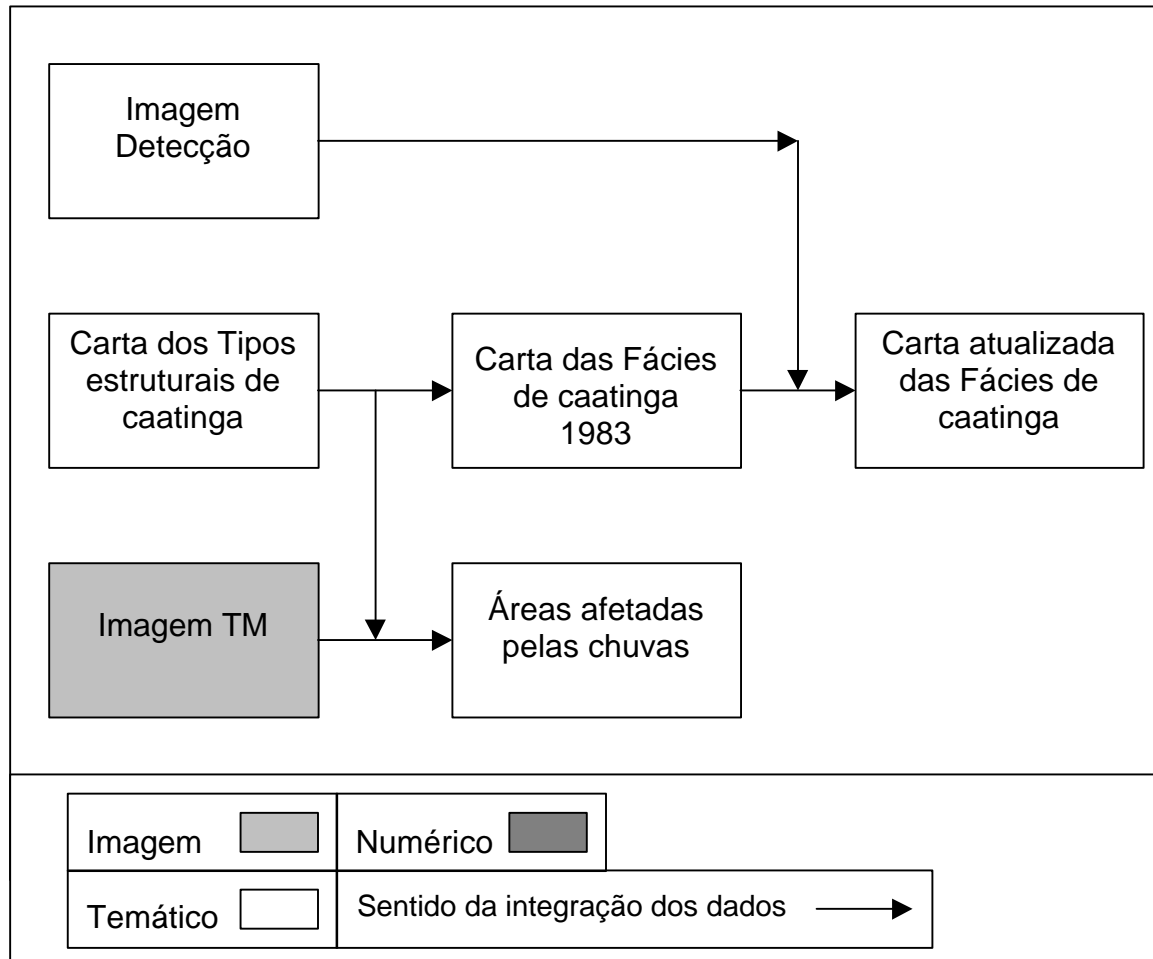 Imagem
Detecção
Carta dos Tipos
estruturais de
caatinga
Carta das Fácies
de caatinga
1983
Carta atualizada
das Fácies de
caatinga
Imagem TM
Áreas afetadas
pelas chuvas
Imagem
Numérico
Temático
Sentido da integração dos dados